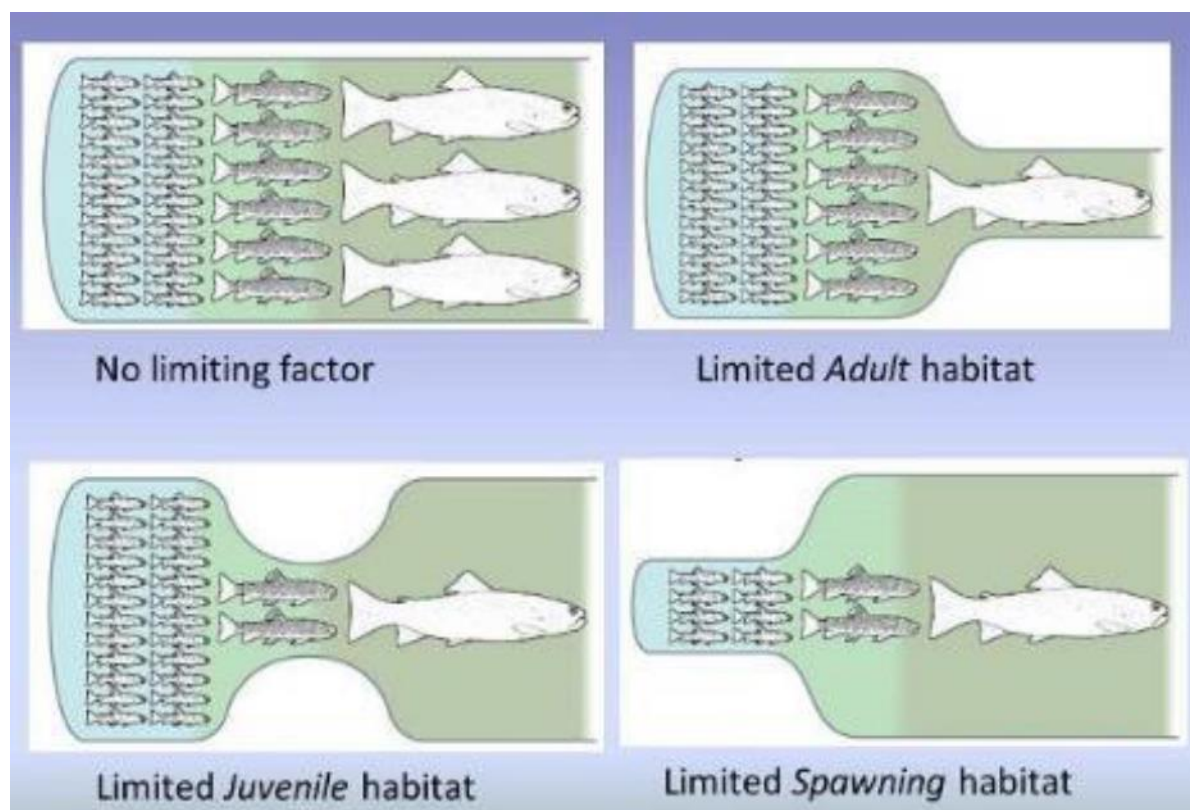 No limiting factor
Limited Adult habitat
Limited Juvenile habitat
Limited Spawning habitat